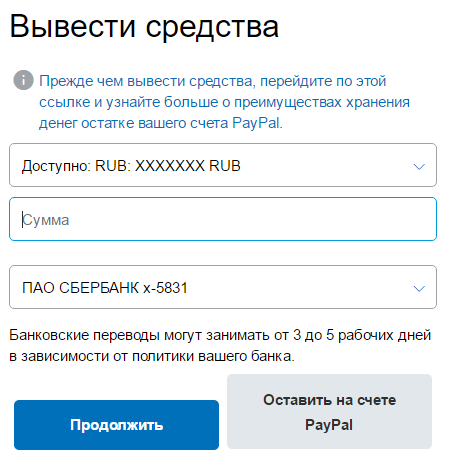 Вывести средства
Прежде чем вывести средства, перейдите по этой
ссылке и узнайте больше о преимуществах хранения
денег остатке вашего счета PayPal.
Доступно: RUB: XXXXXXX RUB
Сумма
ПАО СБЕРБАНК x-5831
Банковские переводы могут занимать от 3 до 5 рабочих дней
в зависимости от политики вашего банка.
Продолжить
Оставить на счете
PayPal